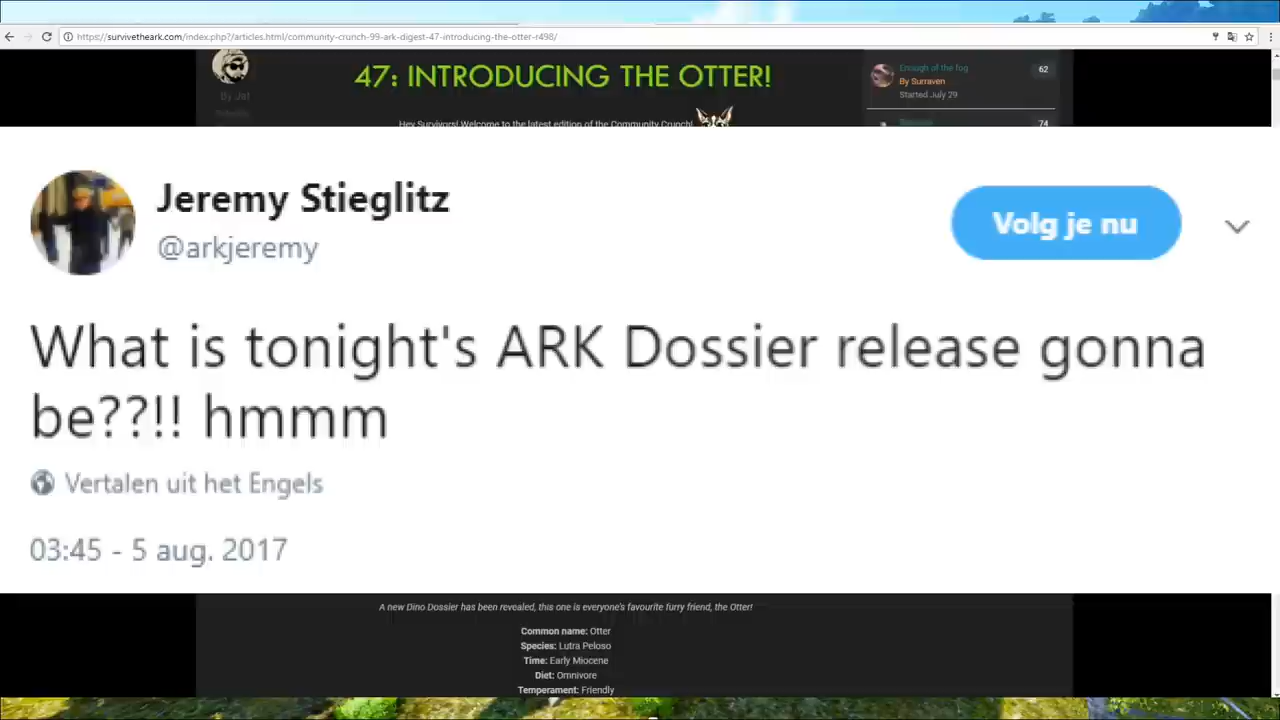 https://survivetheark.com/index.php?/articles.html/community-crunch-99-ark-digest-47-introducing-the-otter-r498/
By Jat
47: INTRODUCING THE OTTER!
Hey Survivors! Welcome to the latest edition of the Community Crunch!
Enough of the fog
By Surraven
Started July 29
62
74
Jeremy Stieglitz
@arkjeremy
Volg je nu
What is tonight's ARK Dossier release gonna
be??!! hmmm
Vertalen uit het Engels
03:45 - 5 aug. 2017
A new Dino Dossier has been revealed, this one is everyone's favourite furry friend, the Otter!
Common name: Otter
Species: Lutra Peloso
Time: Early Miocene
Diet: Omnivore
Temperament: Friendly